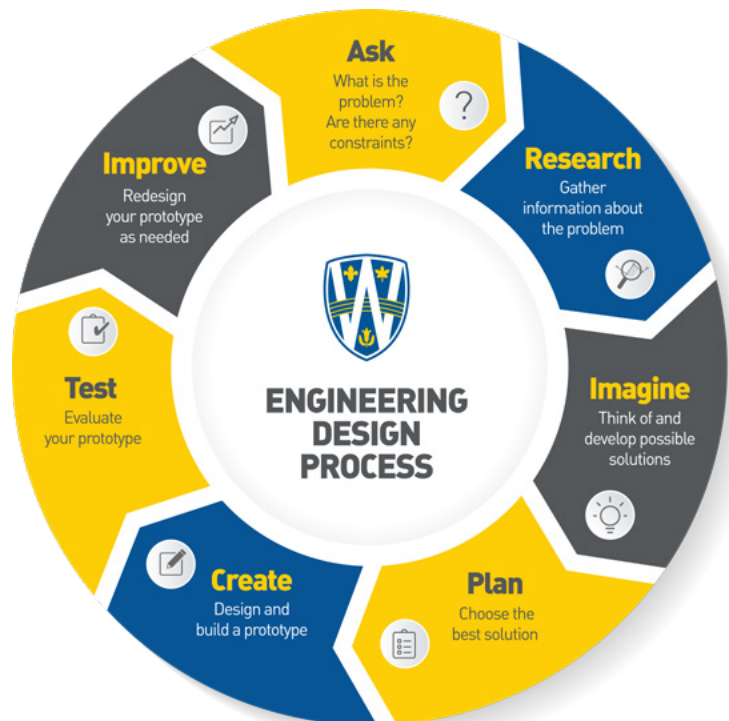 Ask
What is the
problem?
Are there any
constraints?
?
Research
Gather
information about
the problem
Imagine
Think of and
develop possible
solutions
Plan
Choose the
best solution
Create
Design and
build a prototype
Test
Evaluate
your prototype
Improve
Redesign
your prototype
as needed
W
ENGINEERING
DESIGN
PROCESS